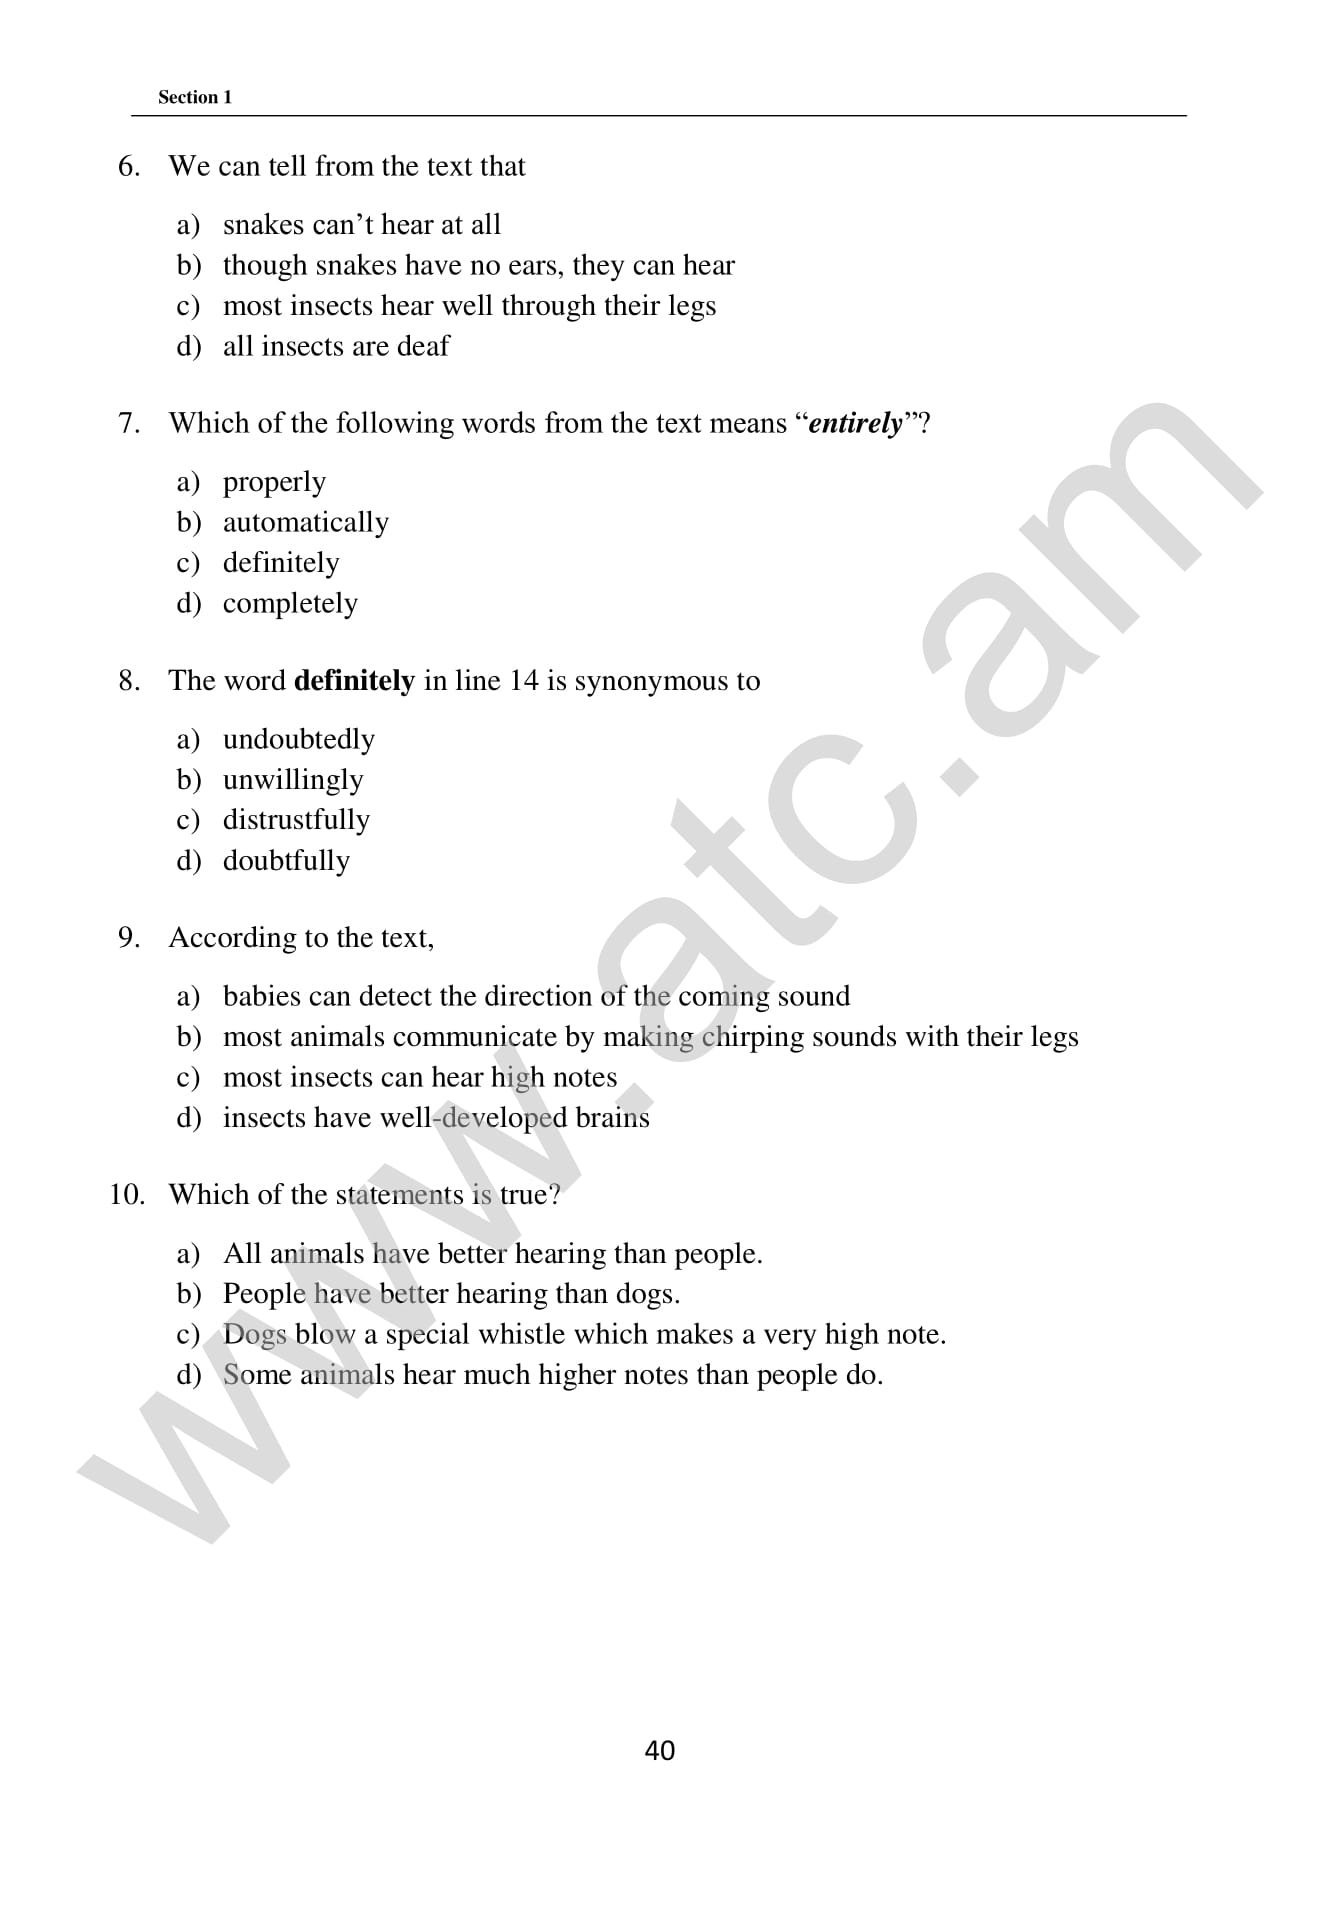 Section 1
6. We can tell from the text that
a) snakes can’t hear at all
b) though snakes have no ears, they can hear
c) most insects hear well through their legs
d) all insects are deaf
7. Which of the following words from the text means “entirely”?
a) properly
b) automatically
c) definitely
d) completely
8. The word definitely in line 14 is synonymous to
a) undoubtedly
b) unwillingly
c) distrustfully
d) doubtfully
9. According to the text,
a) babies can detect the direction of the coming sound
b) most animals communicate by making chirping sounds with their legs
c) most insects can hear high notes
d) insects have well-developed brains
10. Which of the statements is true?
a) All animals have better hearing than people.
b) People have better hearing than dogs.
c) Dogs blow a special whistle which makes a very high note.
d) Some animals hear much higher notes than people do.
40
www.atc.am